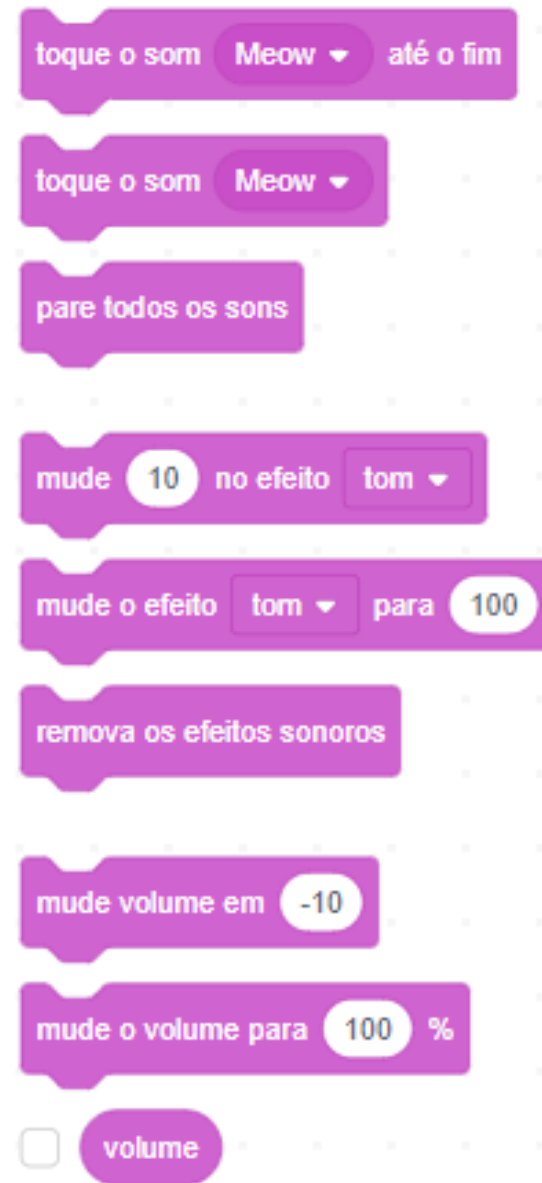 toque o som Meow até o fim
toque o som Meow
pare todos os sons
mude 10 no efeito tom
mude o efeito tom para 100
remova os efeitos sonoros
mude volume em -10
mude o volume para 100 %
volume